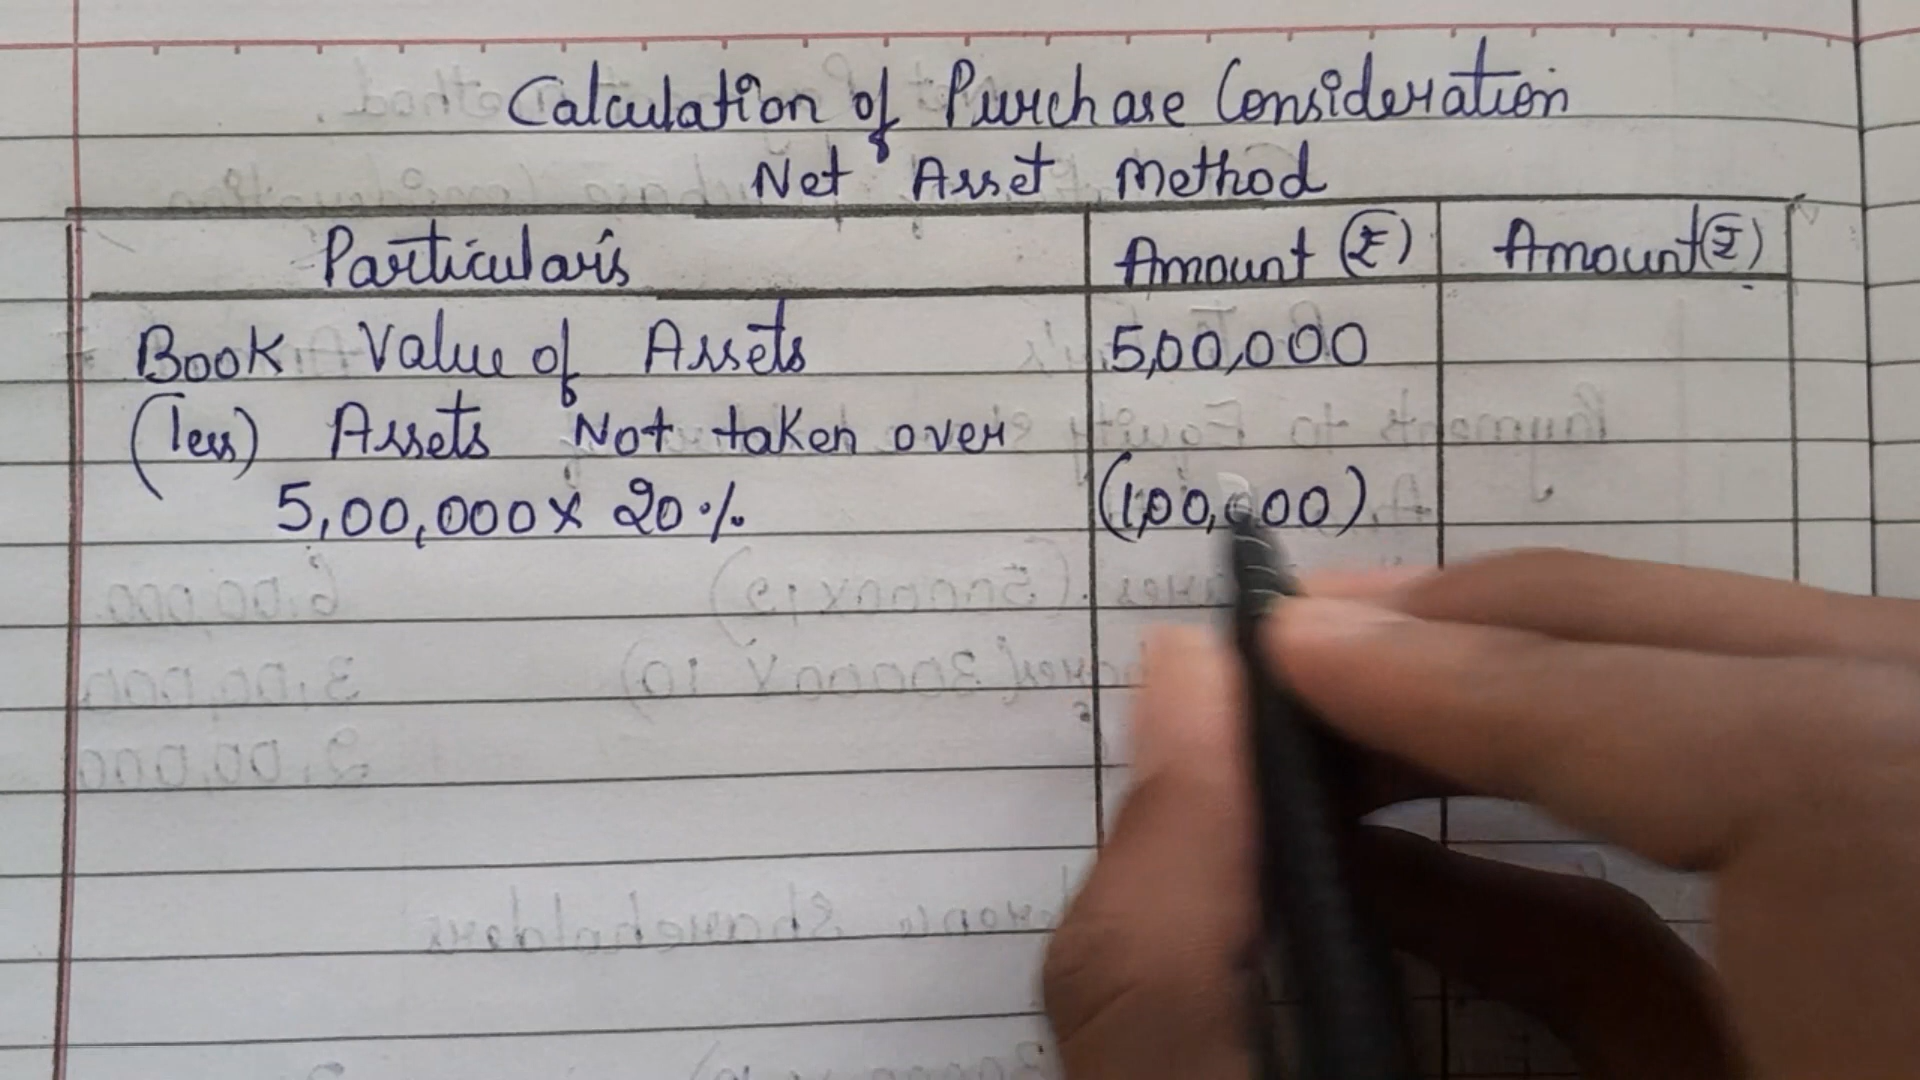 Calculation of Purchase Consideration
Net Asset Method
Particulars Amount (₹) Amount (₹)
Book Value of Assets 5,00,000
(less) Assets Not taken over
5,00,000 x 20% (1,00,000)